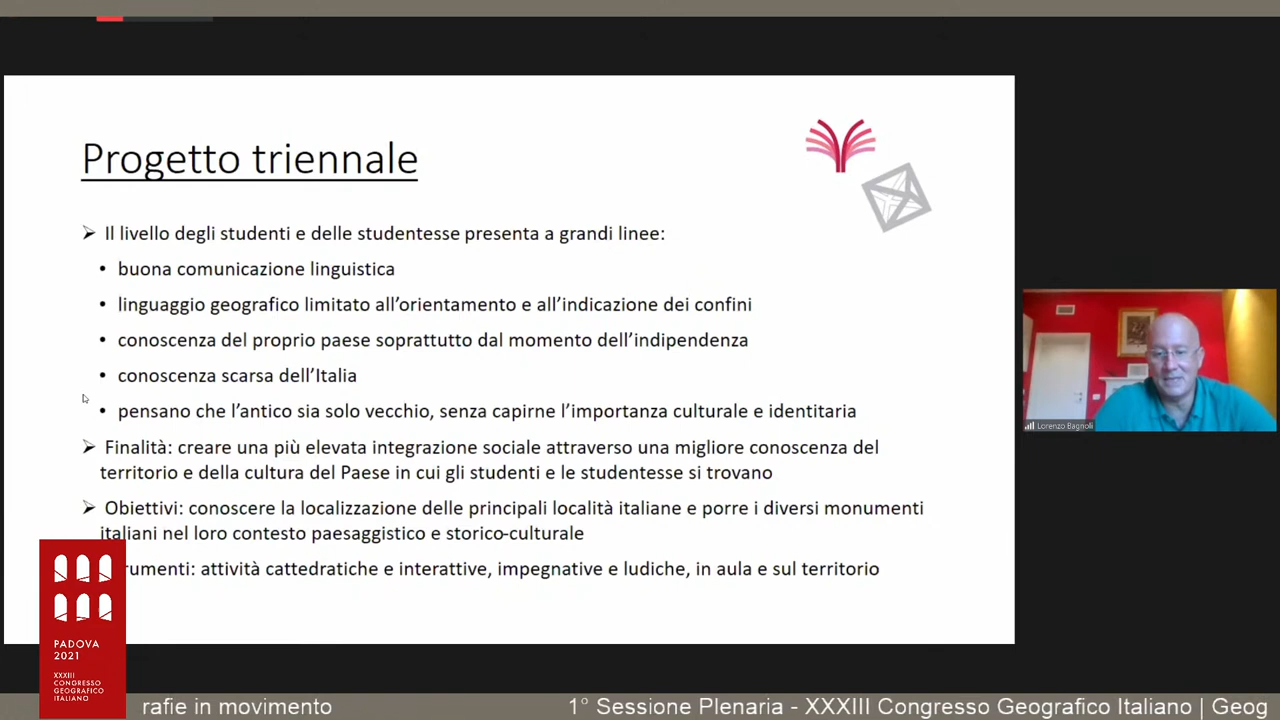 Progetto triennale
➢ Il livello degli studenti e delle studentesse presenta a grandi linee:
• buona comunicazione linguistica
• linguaggio geografico limitato all’orientamento e all’indicazione dei confini
• conoscenza del proprio paese soprattutto dal momento dell’indipendenza
• conoscenza scarsa dell’Italia
• pensano che l’antico sia solo vecchio, senza capirne l’importanza culturale e identitaria
➢ Finalità: creare una più elevata integrazione sociale attraverso una migliore conoscenza del
territorio e della cultura del Paese in cui gli studenti e le studentesse si trovano
➢ Obiettivi: conoscere la localizzazione delle principali località italiane e porre i diversi monumenti
italiani nel loro contesto paesaggistico e storico-culturale
rumenti: attività cattedratiche e interattive, impegnative e ludiche, in aula e sul territorio
Lorenzo Bagnoli
PADOVA
2021
XXXIII
CONGRESSO
GEOGRAFICO
ITALIANO
rafie in movimento
1° Sessione Plenaria - XXXIII Congresso Geografico Italiano | Geog